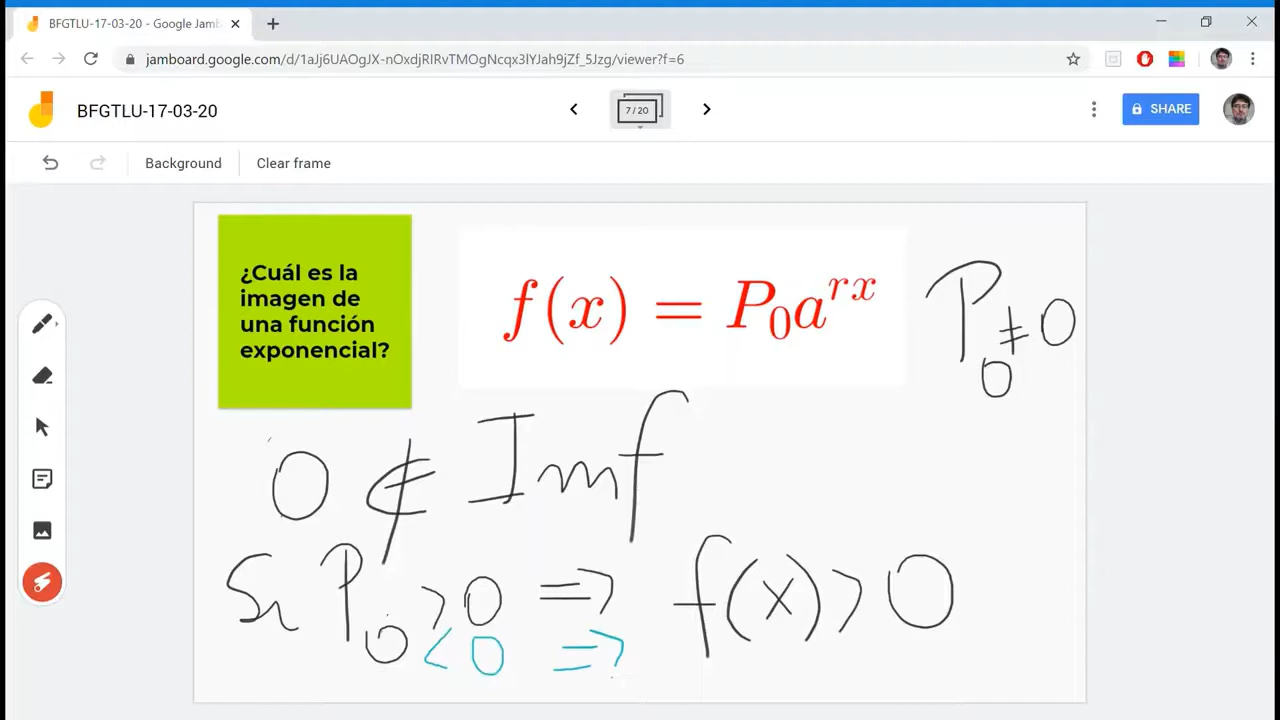 BFGTLU-17-03-20 - Google Jamb
jamboard.google.com/d/1aJj6UAOgJX-nOxdjRIRvTMOgNcqx3lYJah9jZf_5Jzg/viewer?f=6
BFGTLU-17-03-20
7 / 20
SHARE
Background
Clear frame
¿Cuál es la
imagen de
una función
exponencial?
f(x) = P₀a^{rx}
P₀ ≠ 0
0 ∉ Im f
Si P₀ > 0 => f(x) > 0
< 0 =>